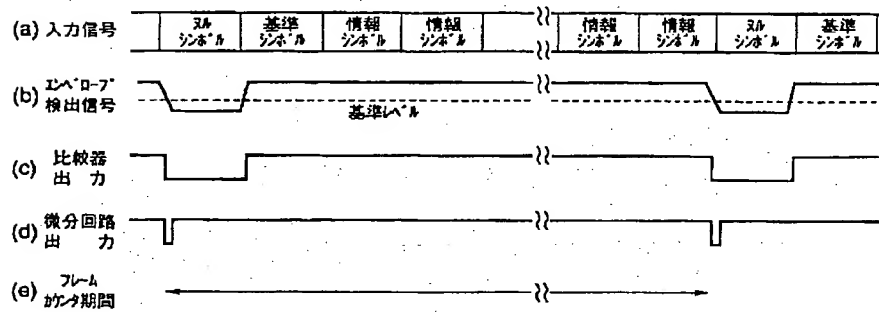 (a) 入力信号
ヌル シンボル
基準 シンボル
情報 シンボル
情報 シンボル
情報 シンボル
情報 シンボル
ヌル シンボル
基準 シンボル
(b) エンベロープ 検出信号
基準レベル
(c) 比較器 出力
(d) 微分回路 出力
(e) フレーム カウンタ期間